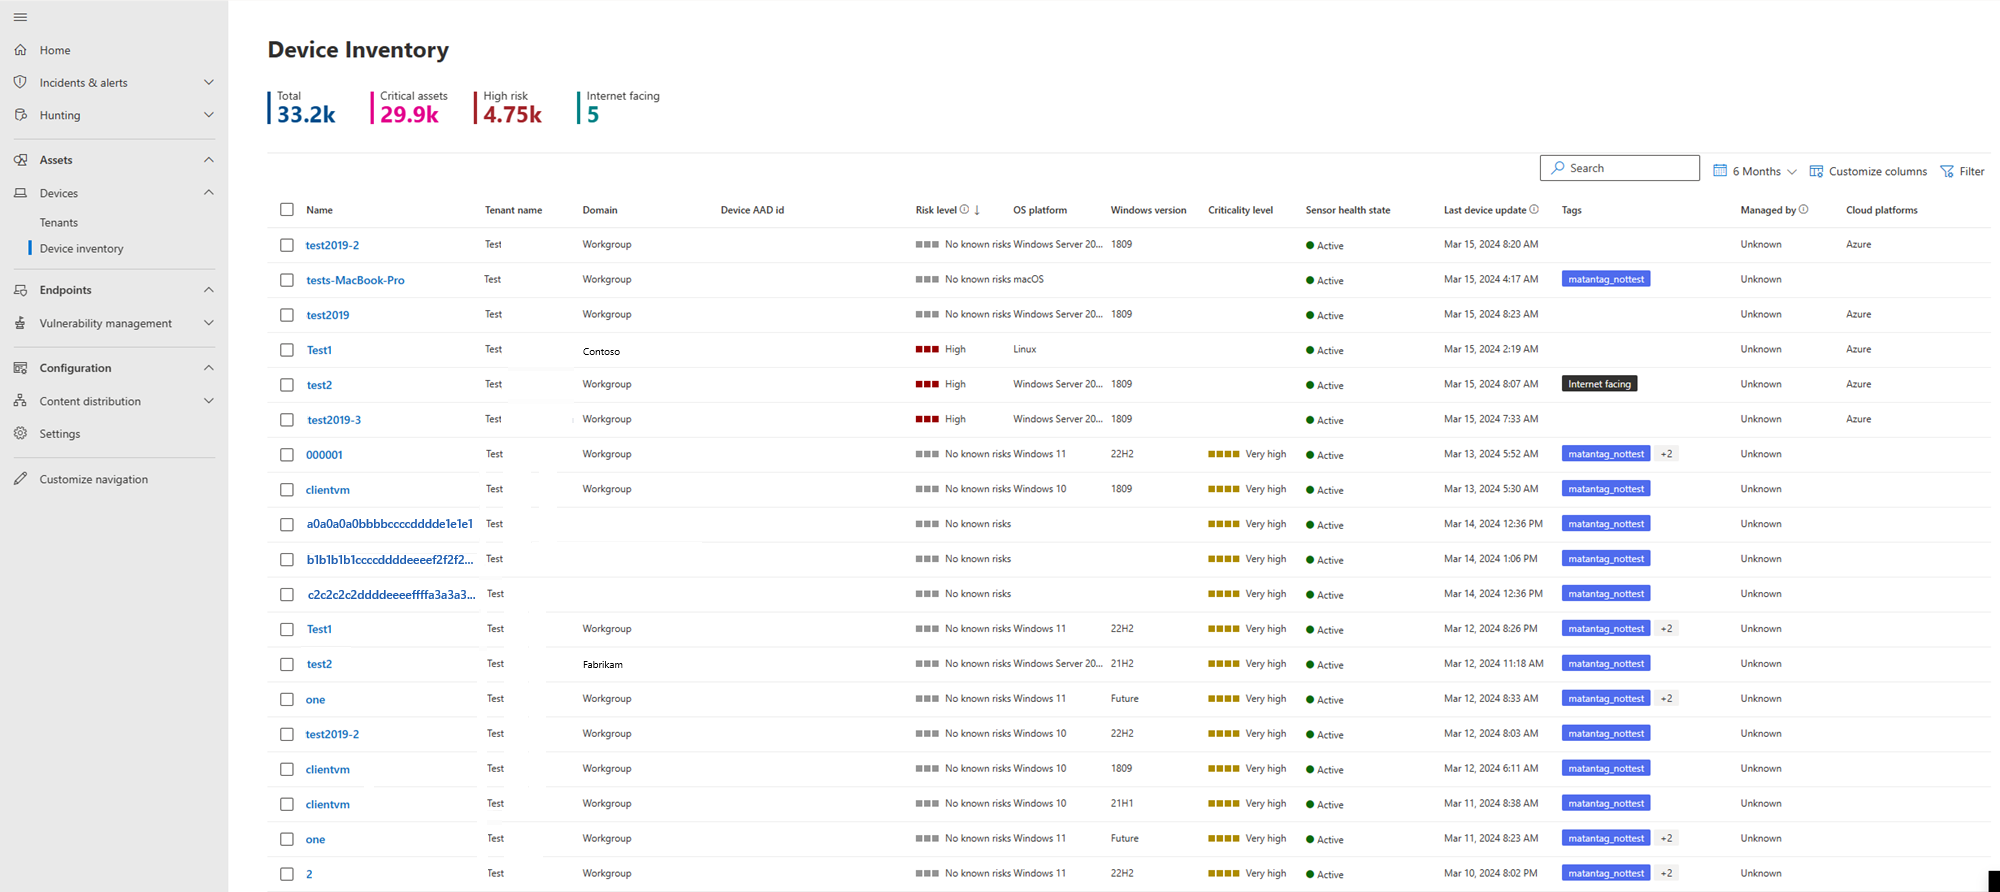 Home
Incidents & alerts
Hunting
Assets
Devices
Tenants
Device inventory
Endpoints
Vulnerability management
Configuration
Content distribution
Settings
Customize navigation
Device Inventory
Total Critical assets High risk Internet facing
33.2k 29.9k 4.75k 5
Search 6 Months Customize columns Filter
Name Tenant name Domain Device AAD id Risk level OS platform Windows version Criticality level Sensor health state Last device update Tags Managed by Cloud platforms
test2019-2 Test Workgroup No known risks Windows Server 20... 1809 Active Mar 15, 2024 8:20 AM Unknown Azure
tests-MacBook-Pro Test Workgroup No known risks macOS Active Mar 15, 2024 4:17 AM matantag_nottest Unknown
test2019 Test Workgroup No known risks Windows Server 20... 1809 Active Mar 15, 2024 8:23 AM Unknown Azure
Test1 Test Contoso High Linux Active Mar 15, 2024 2:19 AM Unknown Azure
test2 Test Workgroup High Windows Server 20... 1809 Active Mar 15, 2024 8:07 AM Internet facing Unknown Azure
test2019-3 Test Workgroup High Windows Server 20... 1809 Active Mar 15, 2024 7:33 AM Unknown Azure
000001 Test Workgroup No known risks Windows 11 22H2 Very high Active Mar 13, 2024 5:52 AM matantag_nottest +2 Unknown
clientvm Test Workgroup No known risks Windows 10 1809 Very high Active Mar 13, 2024 5:30 AM matantag_nottest Unknown
a0a0a0a0bbbbccccdddde1e1e1 Test No known risks Very high Active Mar 14, 2024 12:36 PM matantag_nottest Unknown
b1b1b1b1ccccddddeeeef2f2f2... Test No known risks Very high Active Mar 14, 2024 1:06 PM matantag_nottest Unknown
c2c2c2c2ddddeeeeffffa3a3a3... Test No known risks Very high Active Mar 14, 2024 12:36 PM matantag_nottest Unknown
Test1 Test Workgroup No known risks Windows 11 22H2 Very high Active Mar 12, 2024 8:26 PM matantag_nottest +2 Unknown
test2 Test Fabrikam No known risks Windows Server 20... 21H2 Very high Active Mar 12, 2024 11:18 AM matantag_nottest Unknown
one Test Workgroup No known risks Windows 11 Future Very high Active Mar 12, 2024 8:33 AM matantag_nottest +2 Unknown
test2019-2 Test Workgroup No known risks Windows 10 22H2 Very high Active Mar 12, 2024 8:03 AM matantag_nottest Unknown
clientvm Test Workgroup No known risks Windows 10 1809 Very high Active Mar 12, 2024 6:11 AM matantag_nottest Unknown
clientvm Test Workgroup No known risks Windows 10 21H1 Very high Active Mar 11, 2024 8:38 AM matantag_nottest Unknown
one Test Workgroup No known risks Windows 11 Future Very high Active Mar 11, 2024 8:23 AM matantag_nottest +2 Unknown
2 Test Workgroup No known risks Windows 11 22H2 Very high Active Mar 10, 2024 8:02 PM matantag_nottest +2 Unknown